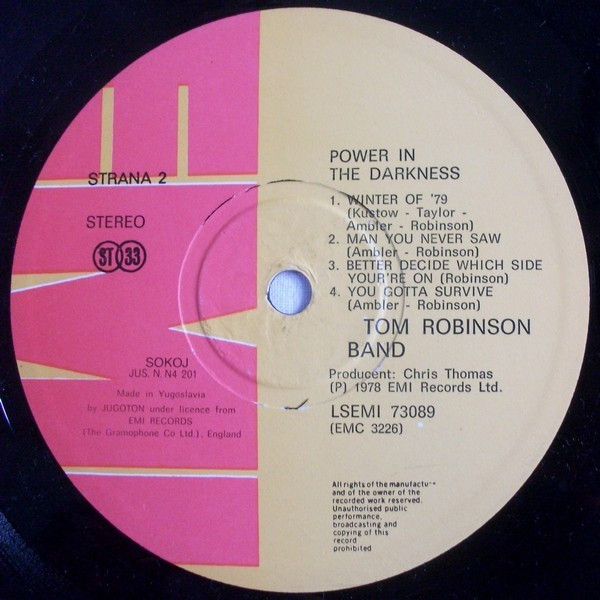 STRANA 2
STEREO
ST 33
SOKOJ
JUS. N. N4 201
Made in Yugoslavia
by JUGOTON under licence from
EMI RECORDS
(The Gramophone Co Ltd.), England
POWER IN
THE DARKNESS
1. WINTER OF '79
(Kustow - Taylor -
Ambler - Robinson)
2. MAN YOU NEVER SAW
(Ambler - Robinson)
3. BETTER DECIDE WHICH SIDE
YOUR'RE ON (Robinson)
4. YOU GOTTA SURVIVE
(Ambler - Robinson)
TOM ROBINSON
BAND
Producent: Chris Thomas
(P) 1978 EMI Records Ltd.
LSEMI 73089
(EMC 3226)
All rights of the
and of the owner of the
recorded work reserved.
Unauthorised public
performance,
broadcasting and
copying of this
record
prohibited